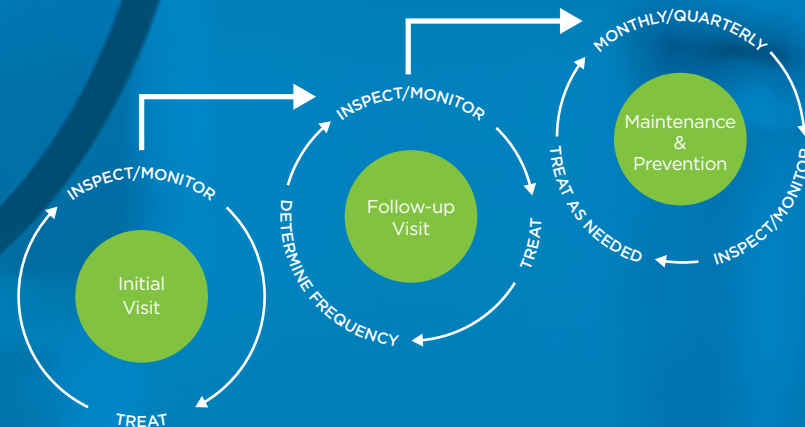 INSPECT/MONITOR
Initial
Visit
TREAT
INSPECT/MONITOR
Follow-up
Visit
TREAT
DETERMINE FREQUENCY
MONTHLY/QUARTERLY
Maintenance
&
Prevention
INSPECT/MONITOR
TREAT AS NEEDED